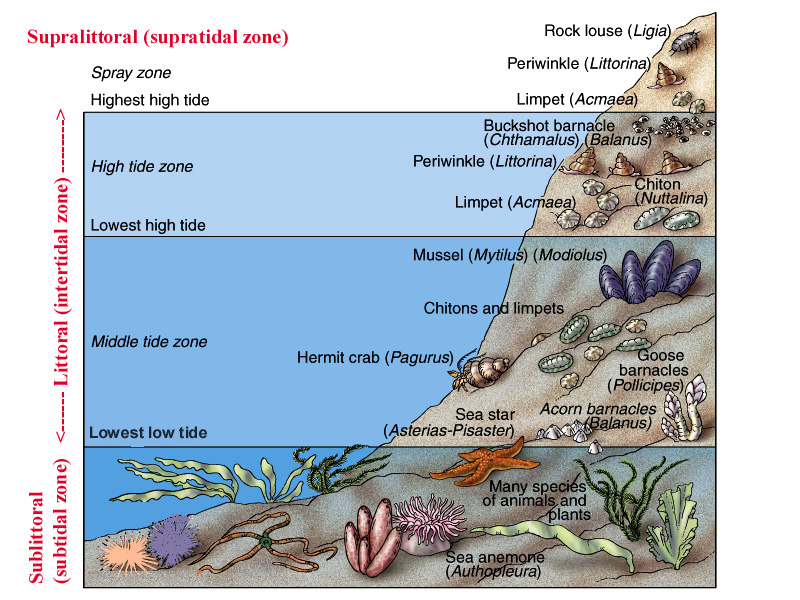 Supralittoral (supratidal zone)
Rock louse (Ligia)
Periwinkle (Littorina)
Spray zone
Highest high tide
Limpet (Acmaea)
Buckshot barnacle
(Chthamalus) (Balanus)
High tide zone
Periwinkle (Littorina)
Chiton
(Nuttalina)
Limpet (Acmaea)
Lowest high tide
<------ Littoral (intertidal zone) -------->
Mussel (Mytilus) (Modiolus)
Chitons and limpets
Middle tide zone
Hermit crab (Pagurus)
Goose
barnacles
(Pollicipes)
Sea star
(Asterias-Pisaster)
Acorn barnacles
(Balanus)
Lowest low tide
Sublittoral
(subtidal zone)
Many species
of animals and
plants
Sea anemone
(Authopleura)